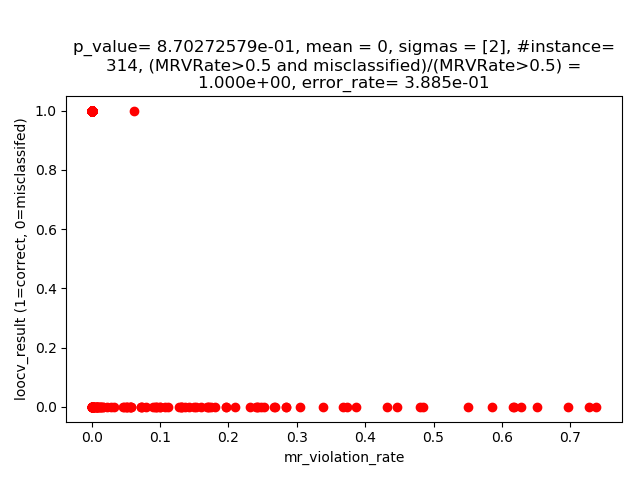 p_value= 8.70272579e-01, mean = 0, sigmas = [2], #instance=
314, (MRVRate>0.5 and misclassified)/(MRVRate>0.5) =
1.000e+00, error_rate= 3.885e-01
1.0
0.8
0.6
0.4
0.2
0.0
loocv_result (1=correct, 0=misclassifed)
0.0 0.1 0.2 0.3 0.4 0.5 0.6 0.7
mr_violation_rate